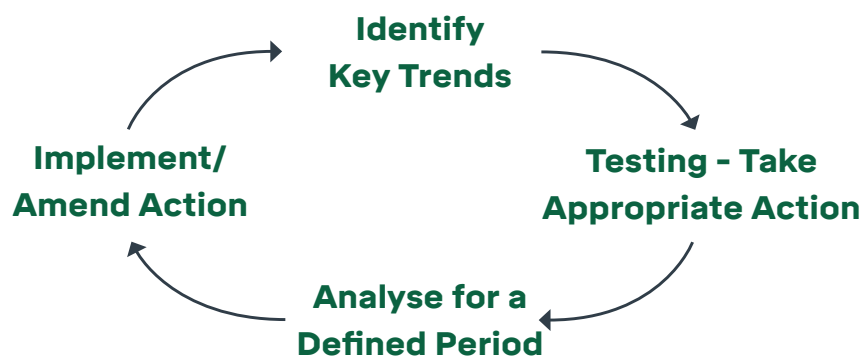 Identify
Key Trends
Testing - Take
Appropriate Action
Analyse for a
Defined Period
Implement/
Amend Action